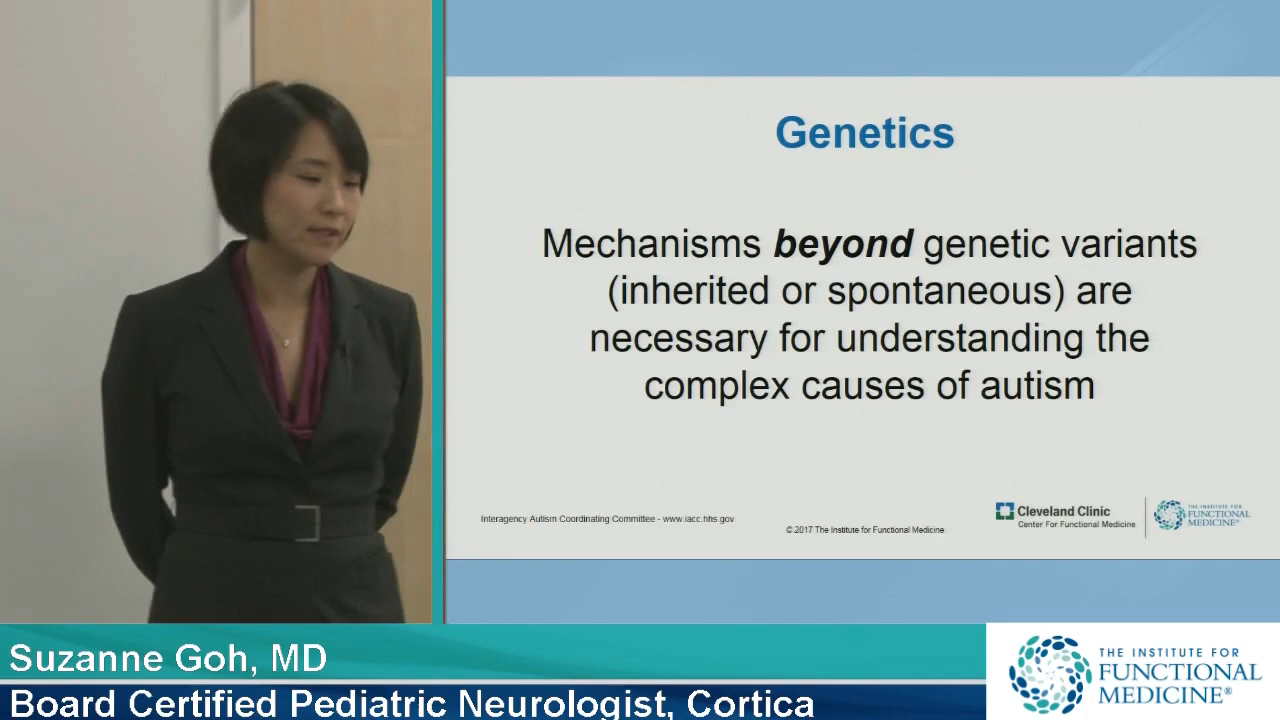 Genetics
Mechanisms beyond genetic variants
(inherited or spontaneous) are
necessary for understanding the
complex causes of autism
Interagency Autism Coordinating Committee - www.iacc.hhs.gov
© 2017 The Institute for Functional Medicine
Cleveland Clinic
Center For Functional Medicine
THE INSTITUTE FOR
FUNCTIONAL
MEDICINE®
Suzanne Goh, MD
Board Certified Pediatric Neurologist, Cortica
THE INSTITUTE FOR
FUNCTIONAL
MEDICINE®